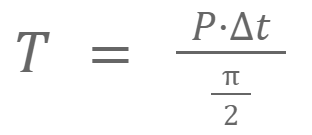 T = P·Δt / (π / 2)